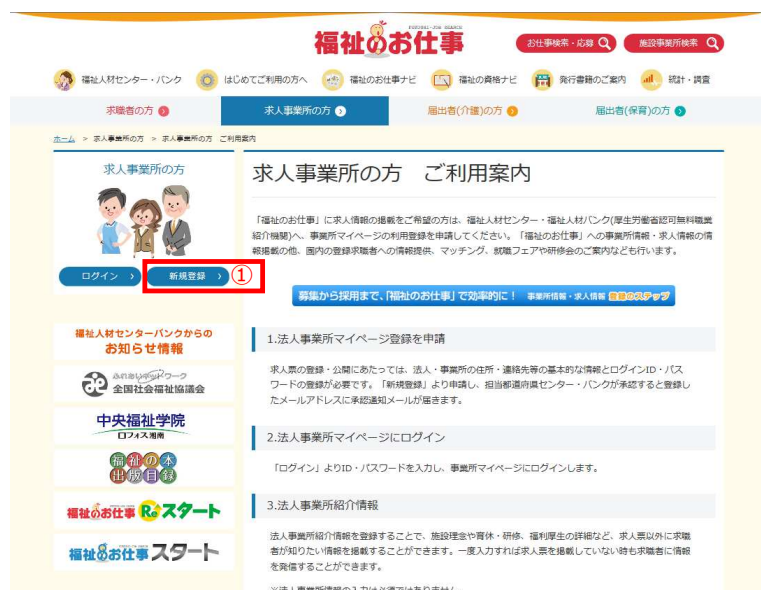 福祉のお仕事
お仕事検索・応募
施設事業所検索
福祉人材センター・バンク
はじめてご利用の方へ
福祉のお仕事ナビ
福祉の資格ナビ
発行書籍のご案内
統計・調査
求職者の方
求人事業所の方
届出者(介護)の方
届出者(保育)の方
ホーム > 求人事業所の方 > 求人事業所の方 ご利用案内
求人事業所の方
ログイン
新規登録
①
福祉人材センターバンクからの
お知らせ情報
ふれあいネットワーク
全国社会福祉協議会
中央福祉学院
ロフォス湘南
福祉の本
出版目録
福祉のお仕事 Re スタート
福祉のお仕事 スタート
求人事業所の方 ご利用案内
「福祉のお仕事」に求人情報の掲載をご希望の方は、福祉人材センター・福祉人材バンク(厚生労働省認可無料職業
紹介機関)へ、事業所マイページの利用登録を申請してください。「福祉のお仕事」への事業所情報・求人情報の情
報掲載の他、圏内の登録求職者への情報提供、マッチング、就職フェアや研修会のご案内なども行います。
募集から採用まで、「福祉のお仕事」で効率的に! 事業所情報・求人情報 登録のステップ
1.法人事業所マイページ登録を申請
求人票の登録・公開にあたっては、法人・事業所の住所・連絡先等の基本的な情報とログインID・パス
ワードの登録が必要です。「新規登録」より申請し、担当都道府県センター・バンクが承認すると登録し
たメールアドレスに承認通知メールが届きます。
2.法人事業所マイページにログイン
「ログイン」よりID・パスワードを入力し、事業所マイページにログインします。
3.法人事業所紹介情報
法人事業所紹介情報を登録することで、施設理念や育休・研修、福利厚生の詳細など、求人票以外に求職
者が知りたい情報を掲載することができます。一度入力すれば求人票を掲載していない時も求職者に情報
を発信することができます。